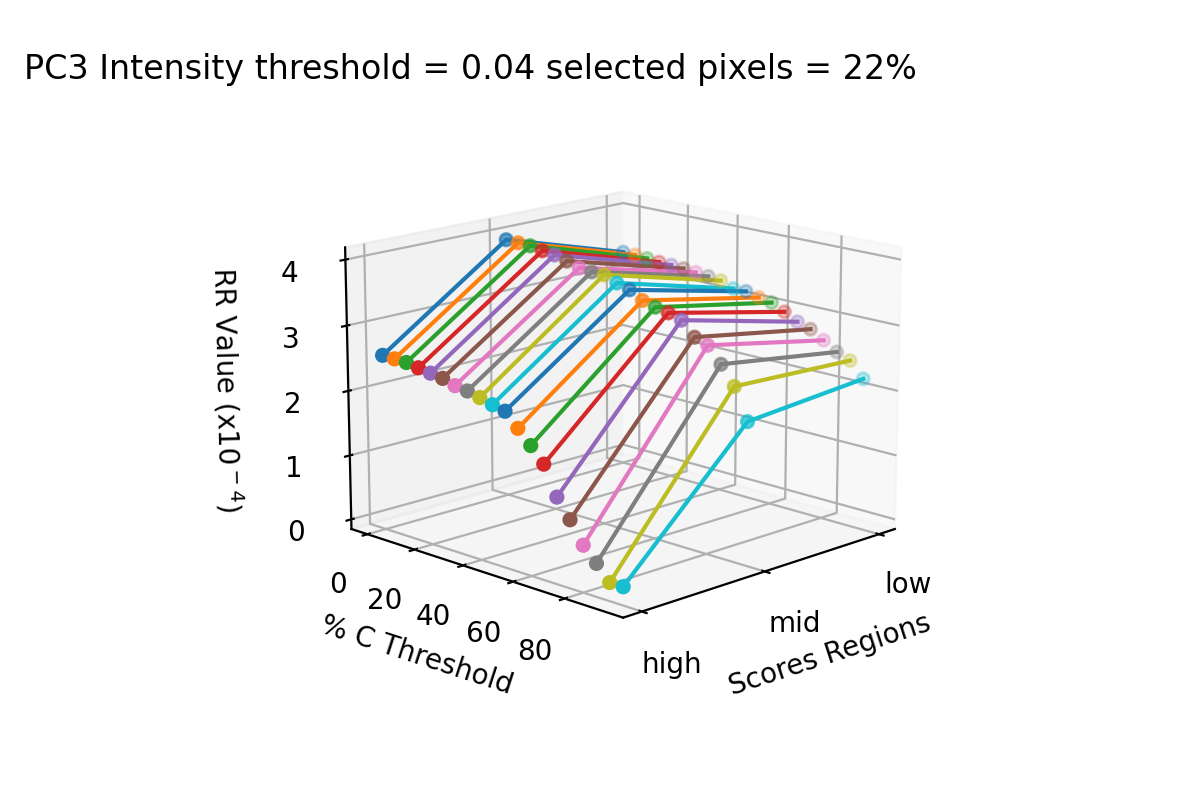 PC3 Intensity threshold = 0.04 selected pixels = 22%
RR Value (x10⁻⁴)
4
3
2
1
0
0
20
40
60
80
% C Threshold
low
mid
high
Scores Regions